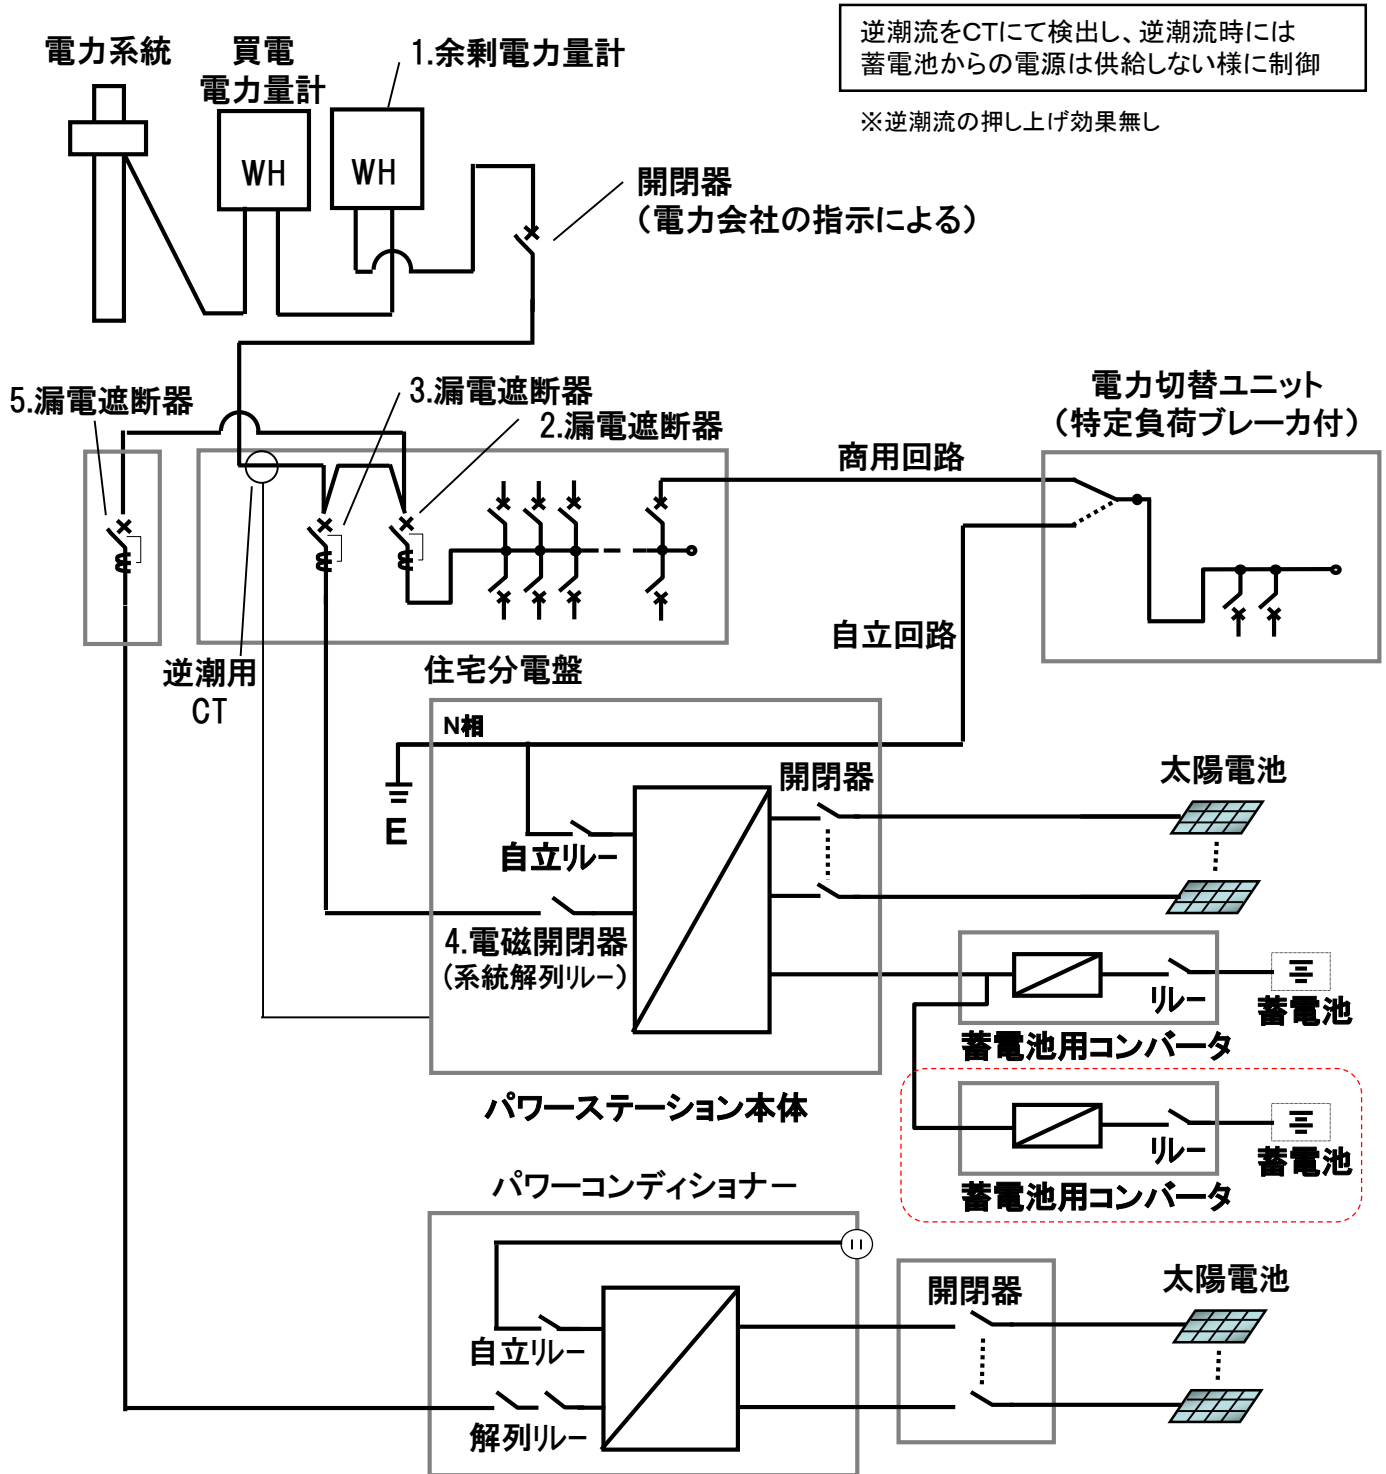 逆潮流をCTにて検出し、逆潮流時には
蓄電池からの電源は供給しない様に制御
※逆潮流の押し上げ効果無し
電力系統
買電
電力量計
1.余剰電力量計
WH
WH
開閉器
（電力会社の指示による）
5.漏電遮断器
3.漏電遮断器
2.漏電遮断器
電力切替ユニット
（特定負荷ブレーカ付）
商用回路
自立回路
逆潮用
CT
住宅分電盤
N相
E
自立リレー
開閉器
太陽電池
4.電磁開閉器
（系統解列リレー）
リレー
蓄電池
蓄電池用コンバータ
パワーステーション本体
リレー
蓄電池
蓄電池用コンバータ
パワーコンディショナー
自立リレー
解列リレー
開閉器
太陽電池